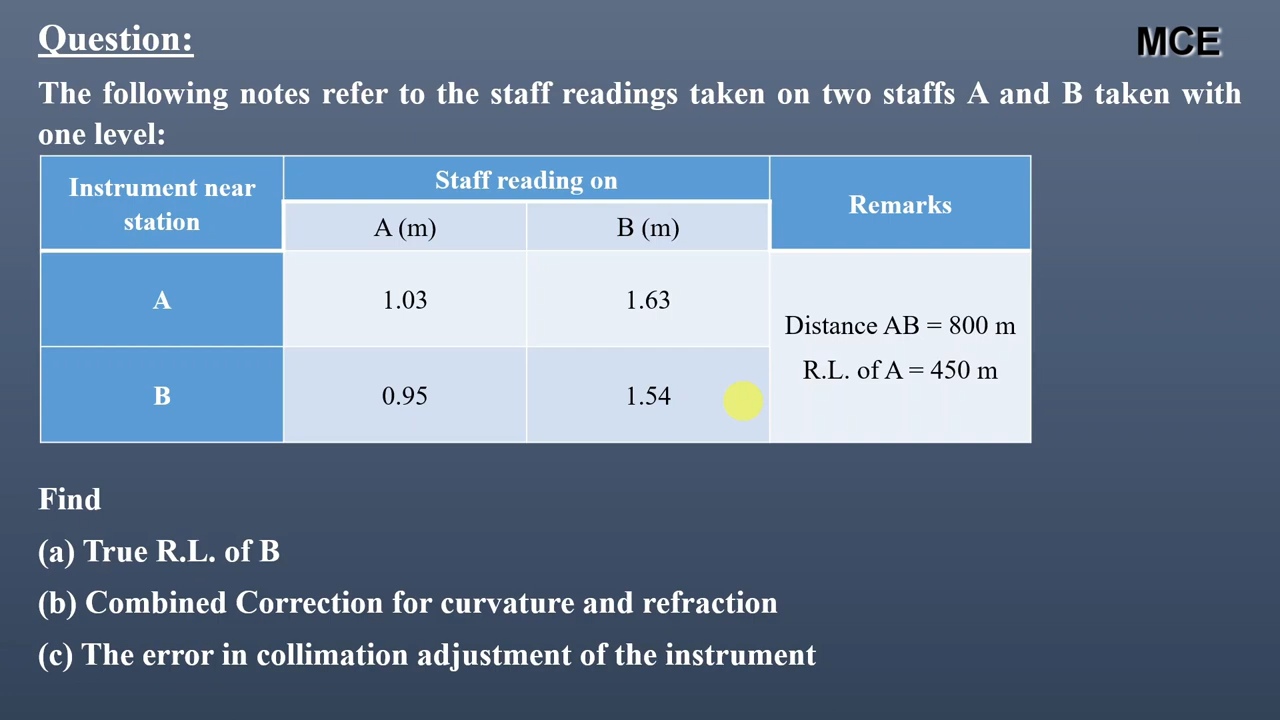 Question:
MCE
The following notes refer to the staff readings taken on two staffs A and B taken with
one level:
Instrument near
station
Staff reading on
Remarks
A (m)
B (m)
A
1.03
1.63
Distance AB = 800 m
R.L. of A = 450 m
B
0.95
1.54
Find
(a) True R.L. of B
(b) Combined Correction for curvature and refraction
(c) The error in collimation adjustment of the instrument